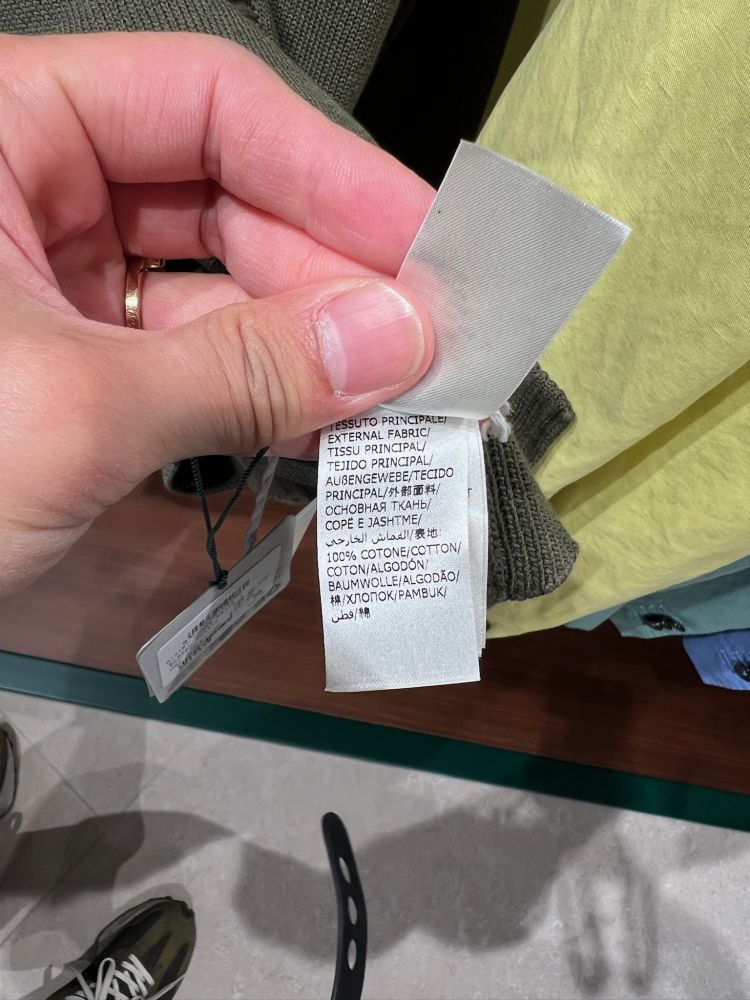 TESSUTO PRINCIPALE/
EXTERNAL FABRIC/
TISSU PRINCIPAL/
TEJIDO PRINCIPAL/
AUßENGEWEBE/TECIDO
PRINCIPAL/外部面料/
ОСНОВНАЯ ТКАНЬ/
COPË E JASHTME/
القماش الخارجي/表地:
100% COTONE/COTTON/
COTON/ALGODÓN/
BAUMWOLLE/ALGODÃO/
棉/ХЛОПОК/PAMBUK/
قطن/綿